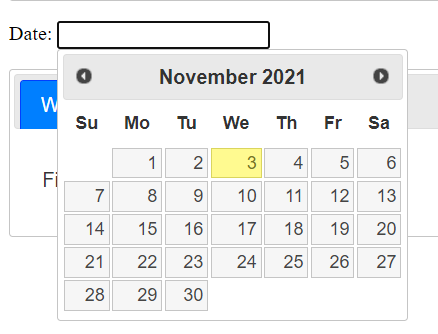 Date:
November 2021
Su Mo Tu We Th Fr Sa
1 2 3 4 5 6
W
7 8 9 10 11 12 13
Fi
14 15 16 17 18 19 20
21 22 23 24 25 26 27
28 29 30